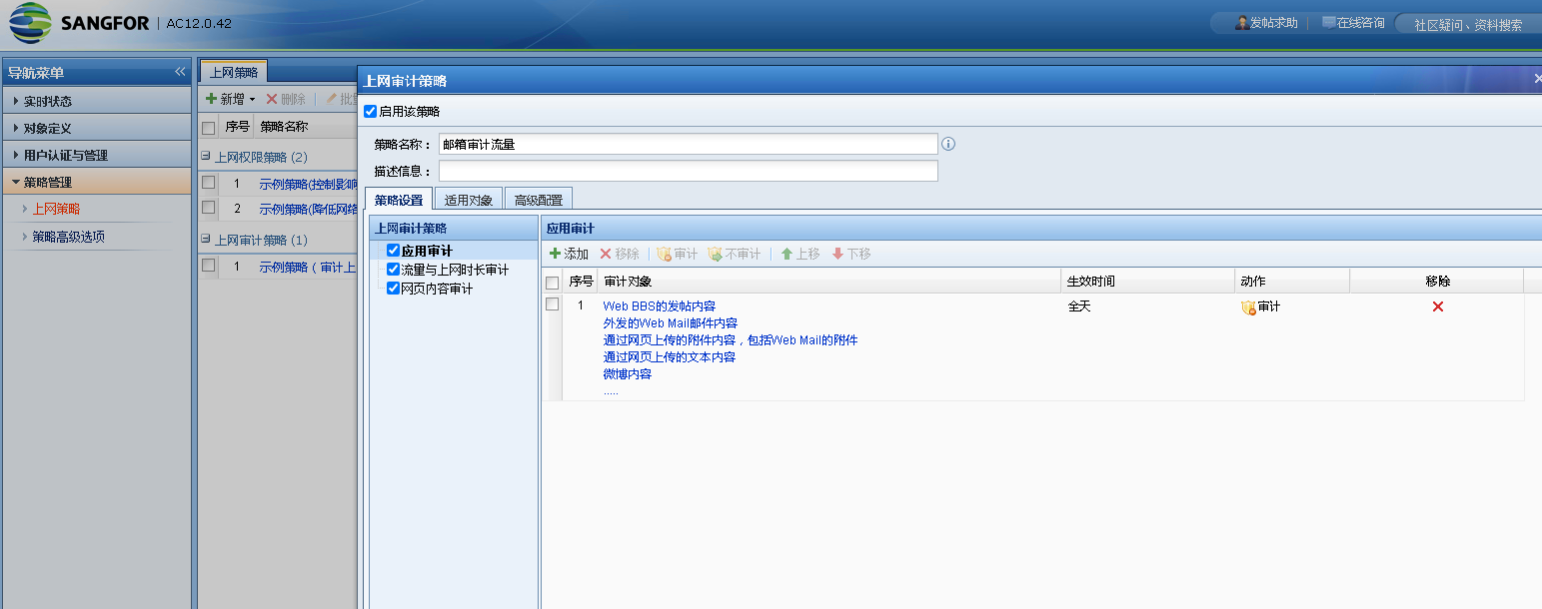 SANGFOR | AC12.0.42
发帖求助
在线咨询
社区疑问、资料搜索
导航菜单
实时状态
对象定义
用户认证与管理
策略管理
上网策略
策略高级选项
上网策略
新增
删除
序号 策略名称
上网权限策略 (2)
1 示例策略(控制影响
2 示例策略(降低网络
上网审计策略 (1)
1 示例策略（审计上
上网审计策略
启用该策略
策略名称： 邮箱审计流量
描述信息：
策略设置 适用对象 高级配置
上网审计策略
应用审计
流量与上网时长审计
网页内容审计
应用审计
添加 移除 审计 不审计 上移 下移
序号 审计对象 生效时间 动作 移除
1 Web BBS的发帖内容 全天 审计
外发的Web Mail邮件内容
通过网页上传的附件内容，包括Web Mail的附件
通过网页上传的文本内容
微博内容
.....